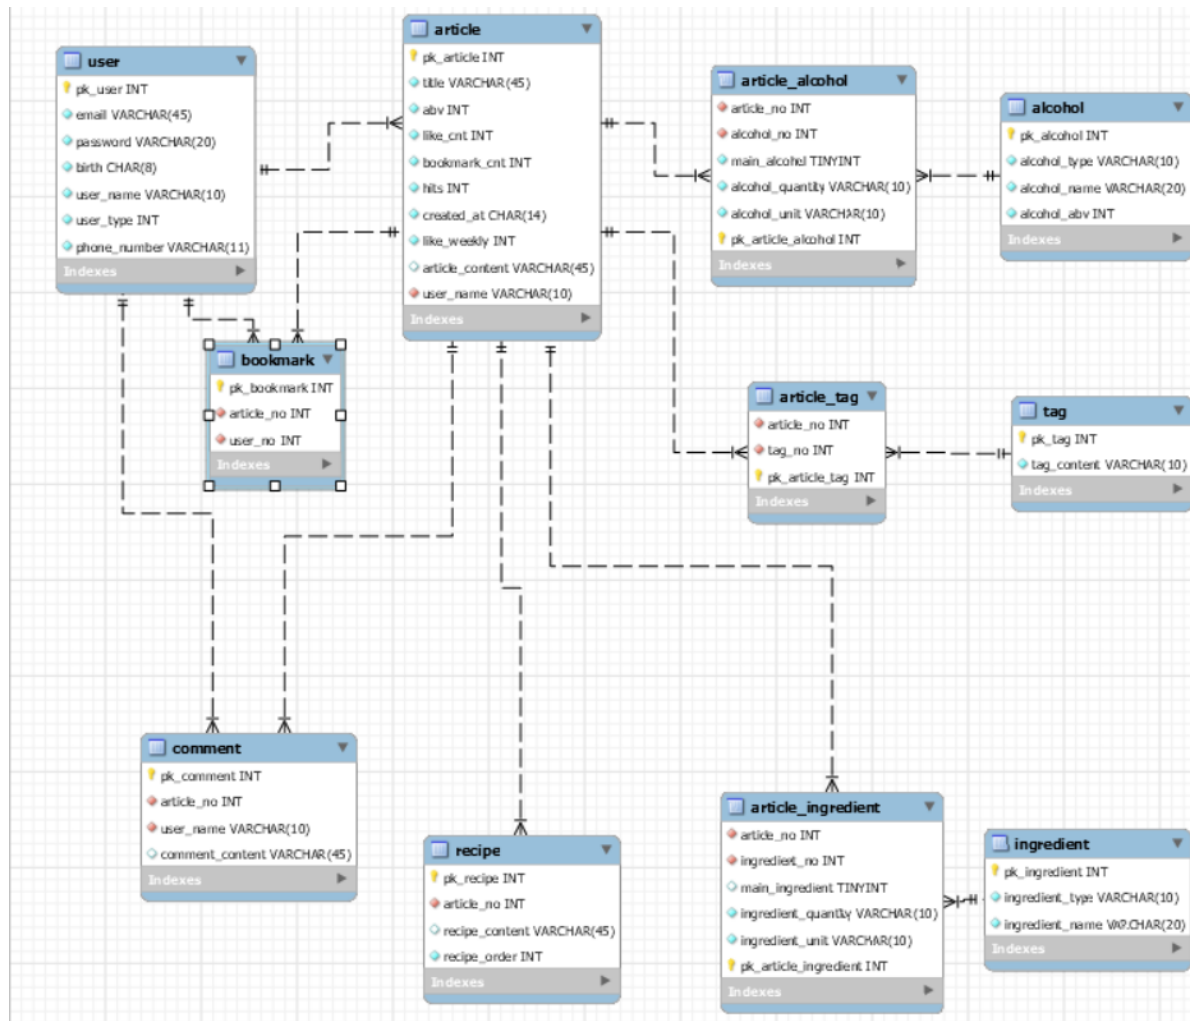 user
pk_user INT
email VARCHAR(45)
password VARCHAR(20)
birth CHAR(8)
user_name VARCHAR(10)
user_type INT
phone_number VARCHAR(11)
Indexes
article
pk_article INT
title VARCHAR(45)
abv INT
like_cnt INT
bookmark_cnt INT
hits INT
created_at CHAR(14)
like_weekly INT
article_content VARCHAR(45)
user_name VARCHAR(10)
Indexes
article_alcohol
article_no INT
alcohol_no INT
main_alcohol TINYINT
alcohol_quantity VARCHAR(10)
alcohol_unit VARCHAR(10)
pk_article_alcohol INT
Indexes
alcohol
pk_alcohol INT
alcohol_type VARCHAR(10)
alcohol_name VARCHAR(20)
alcohol_abv INT
Indexes
bookmark
pk_bookmark INT
article_no INT
user_no INT
Indexes
article_tag
article_no INT
tag_no INT
pk_article_tag INT
Indexes
tag
pk_tag INT
tag_content VARCHAR(10)
Indexes
comment
pk_comment INT
article_no INT
user_name VARCHAR(10)
comment_content VARCHAR(45)
Indexes
recipe
pk_recipe INT
article_no INT
recipe_content VARCHAR(45)
recipe_order INT
Indexes
article_ingredient
article_no INT
ingredient_no INT
main_ingredient TINYINT
ingredient_quantity VARCHAR(10)
ingredient_unit VARCHAR(10)
pk_article_ingredient INT
Indexes
ingredient
pk_ingredient INT
ingredient_type VARCHAR(10)
ingredient_name VARCHAR(20)
Indexes